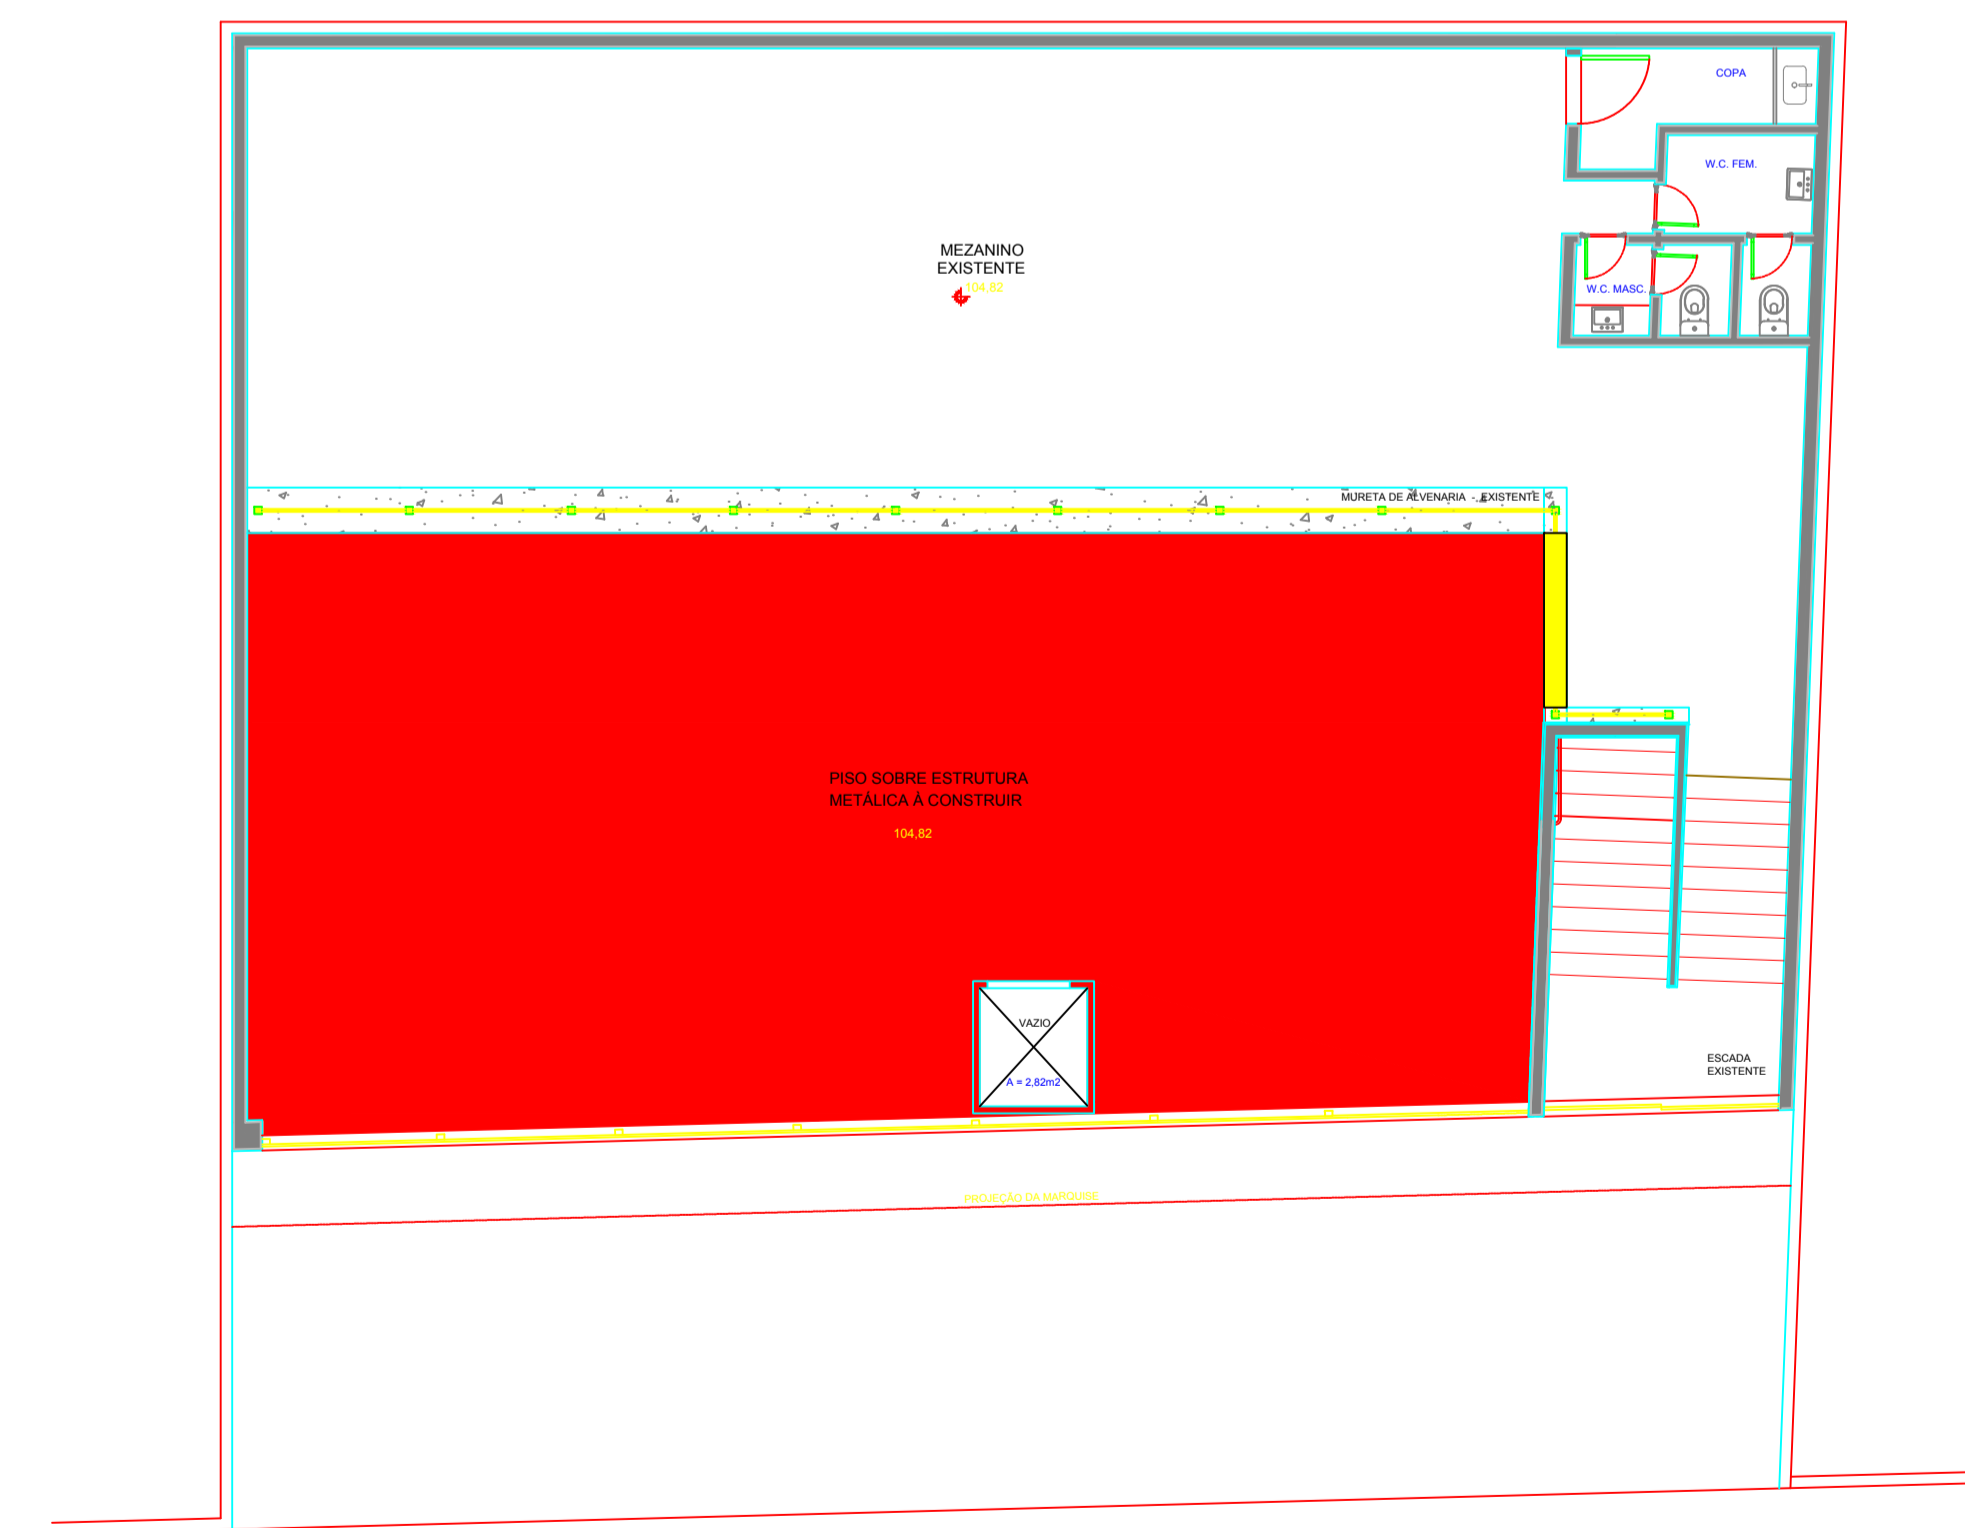 COPA
W.C. FEM.
MEZANINO
EXISTENTE
104,82
W.C. MASC.
MURETA DE ALVENARIA - EXISTENTE
PISO SOBRE ESTRUTURA
METÁLICA À CONSTRUIR
104,82
VAZIO
A = 2,82m2
ESCADA
EXISTENTE
PROJEÇÃO DA MARQUISE